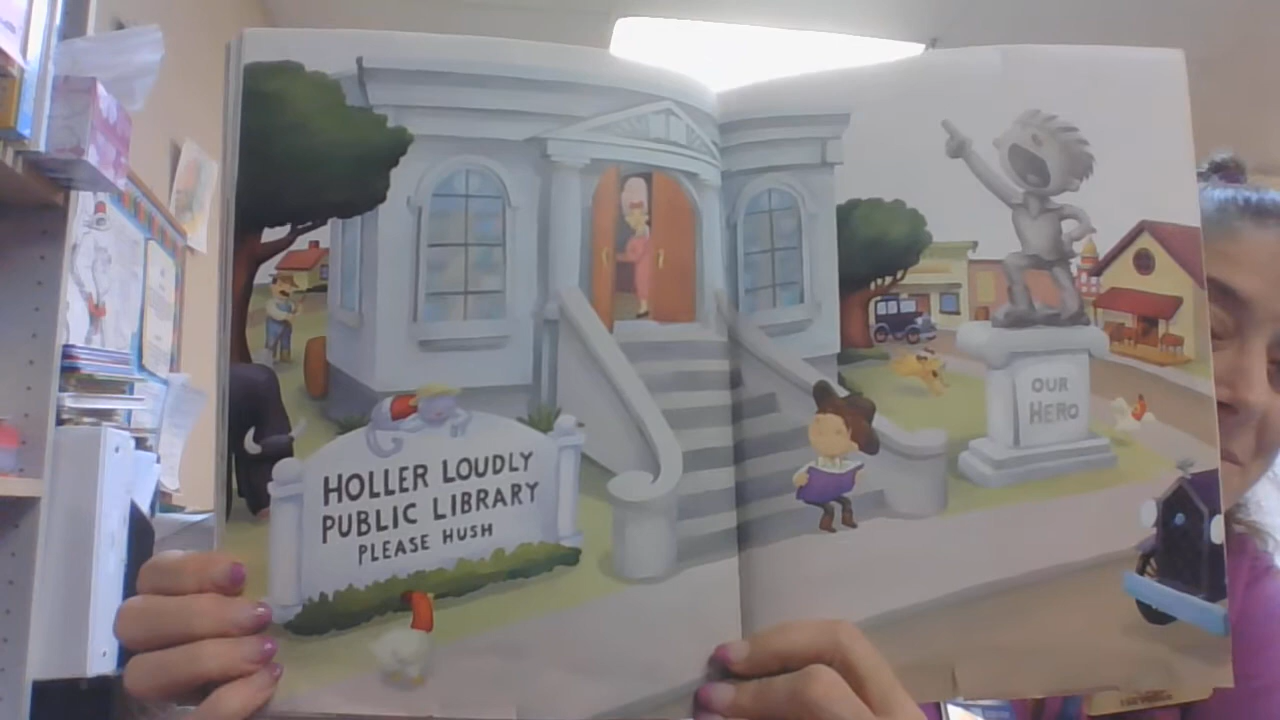 HOLLER LOUDLY
PUBLIC LIBRARY
PLEASE HUSH
OUR
HERO